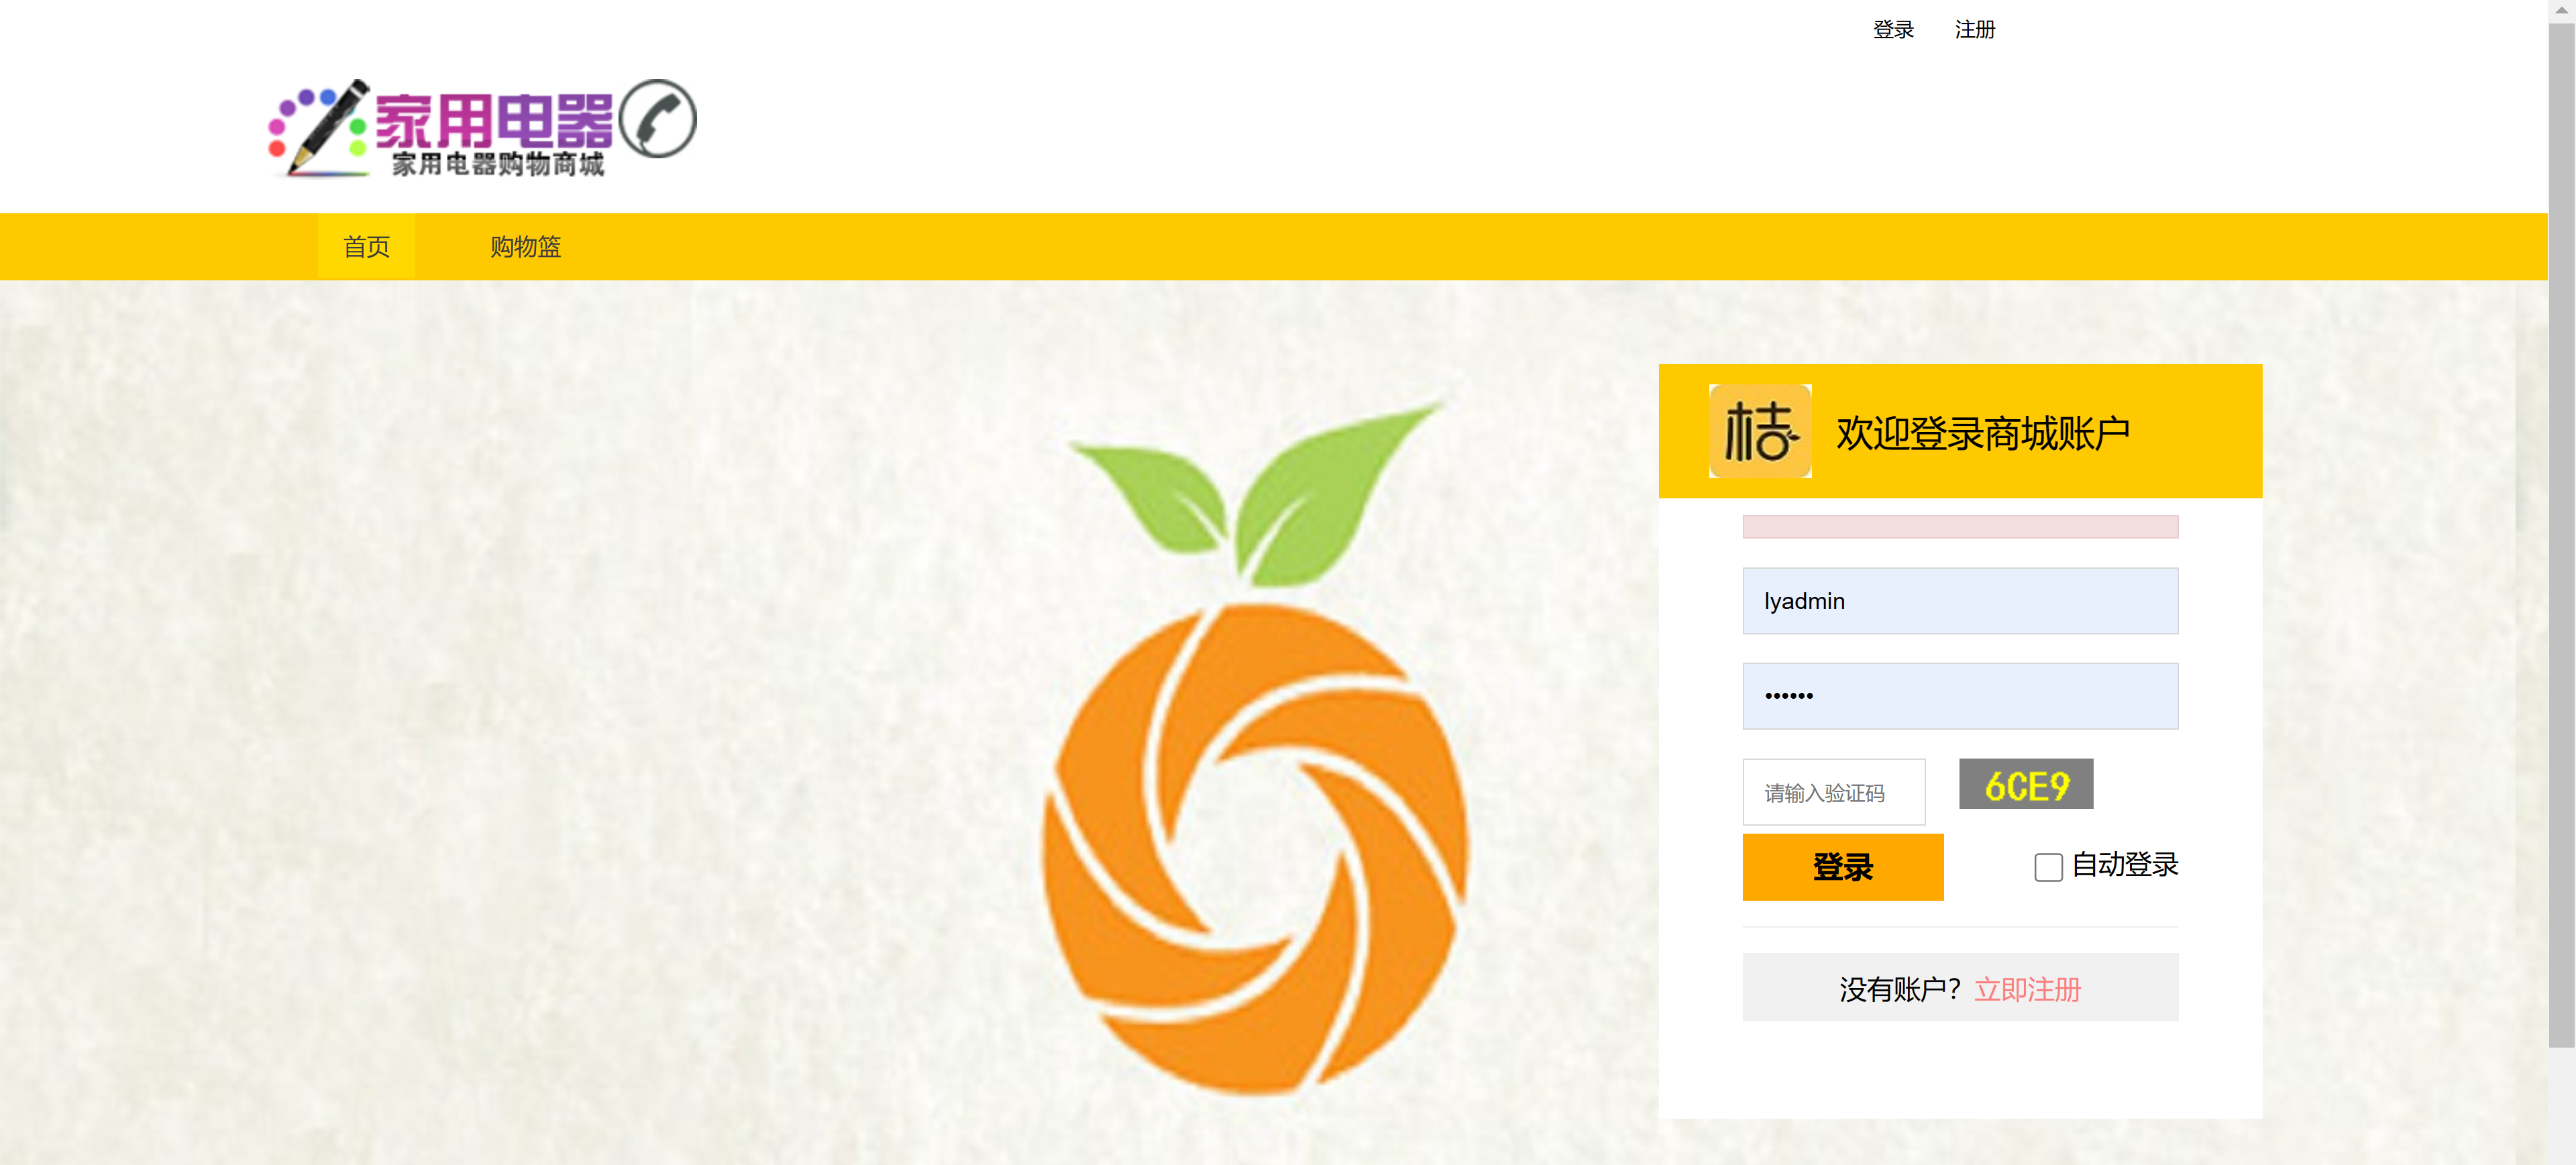 登录 注册
家用电器
家用电器购物商城
首页 购物篮
桔 欢迎登录商城账户
lyadmin
••••••
请输入验证码 6CE9
登录 自动登录
没有账户？立即注册